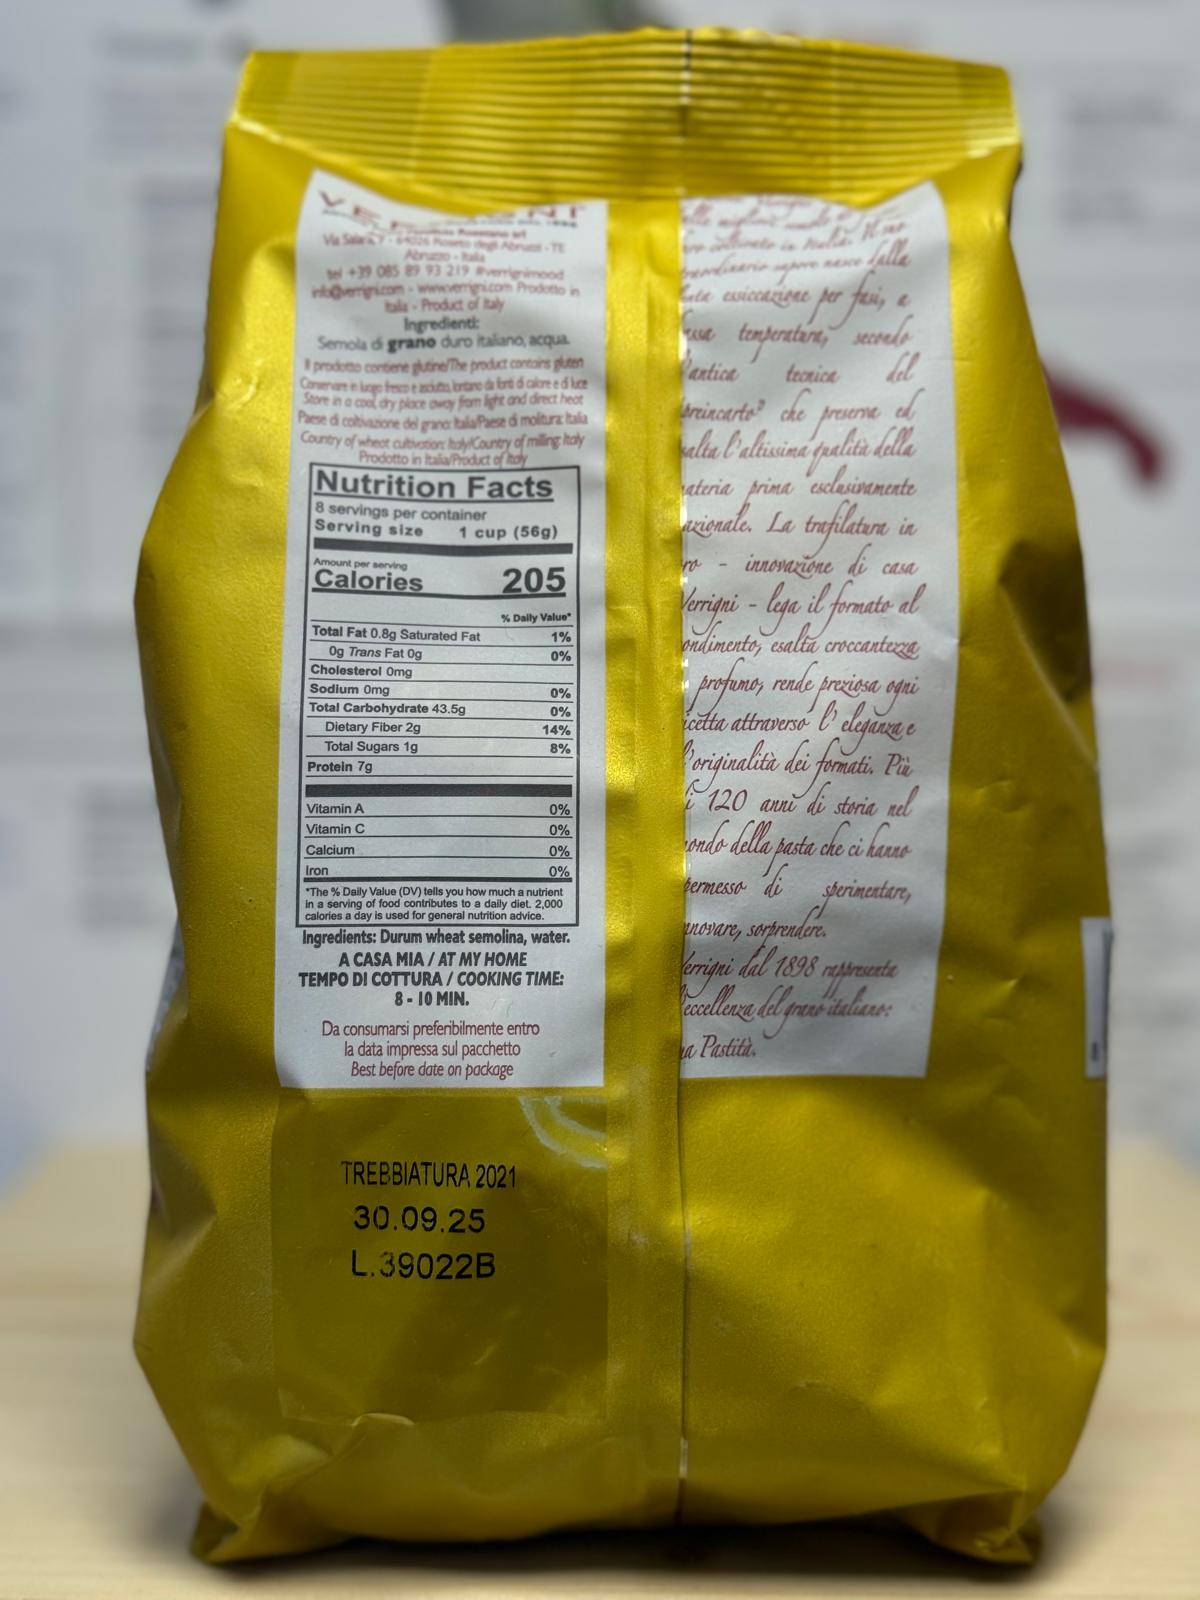 VERRIGNI
Via Salara, 9 - 64026 Roseto degli Abruzzi - TE
Abruzzo - Italia
tel +39 085 89 93 219 #verrignimood
info@verrigni.com - www.verrigni.com Prodotto in
Italia - Product of Italy
Ingredienti:
Semola di grano duro italiano, acqua.
Il prodotto contiene glutine/The product contains gluten
Conservare in luogo fresco e asciutto, lontano da fonti di calore e di luce
Store in a cool, dry place away from light and direct heat
Paese di coltivazione del grano: Italia/Paese di molitura: Italia
Country of wheat cultivation: Italy/Country of milling: Italy
Prodotto in Italia/Product of Italy
Nutrition Facts
8 servings per container
Serving size 1 cup (56g)
Amount per serving
Calories 205
% Daily Value*
Total Fat 0.8g Saturated Fat 1%
0g Trans Fat 0g 0%
Cholesterol 0mg
Sodium 0mg 0%
Total Carbohydrate 43.5g 0%
Dietary Fiber 2g 14%
Total Sugars 1g 8%
Protein 7g
Vitamin A 0%
Vitamin C 0%
Calcium 0%
Iron 0%
*The % Daily Value (DV) tells you how much a nutrient
in a serving of food contributes to a daily diet. 2,000
calories a day is used for general nutrition advice.
Ingredients: Durum wheat semolina, water.
A CASA MIA / AT MY HOME
TEMPO DI COTTURA / COOKING TIME:
8 - 10 MIN.
Da consumarsi preferibilmente entro
la data impressa sul pacchetto
Best before date on package
TREBBIATURA 2021
30.09.25
L.39022B
coltivato in Italia. Il suo
sapore nasce dalla
essiccazione per fasi, a
temperatura, secondo
l'antica tecnica del
che preserva ed
l'altissima qualità della
prima esclusivamente
La trafilatura in
- innovazione di casa
Verrigni - lega il formato al
esalta croccantezza
profumo, rende preziosa ogni
attraverso l' eleganza e
l'originalità dei formati. Più
120 anni di storia nel
della pasta che ci hanno
permesso di sperimentare,
sorprendere.
Verrigni dal 1898 rappresenta
l'eccellenza del grano italiano:
Pastità.